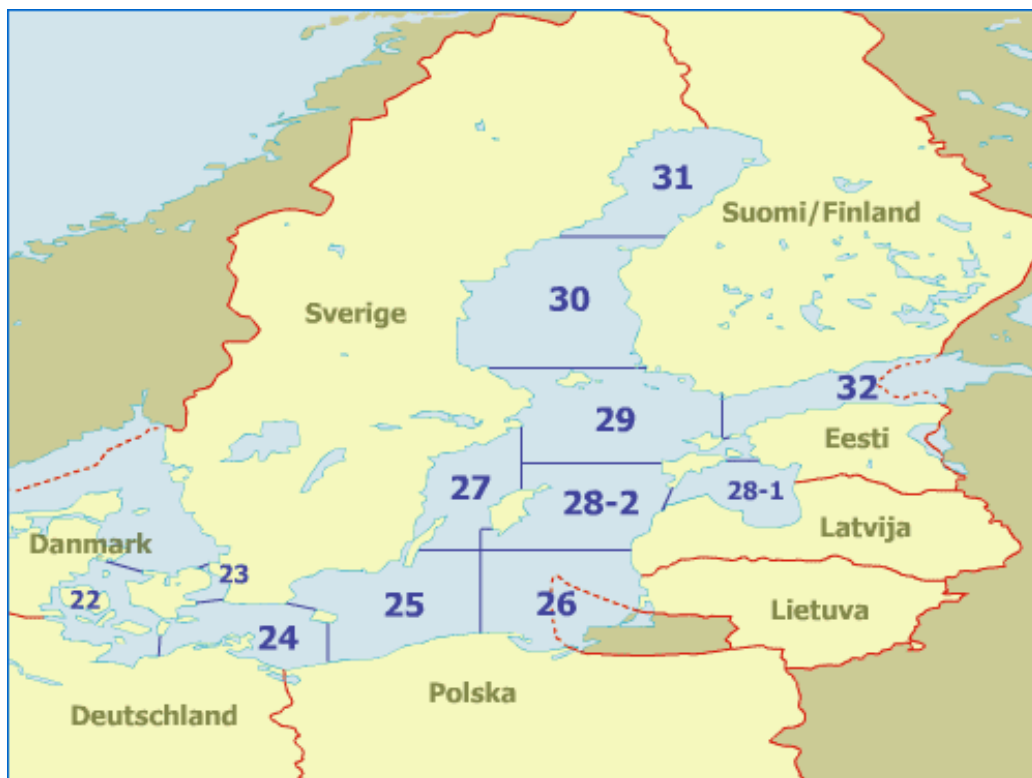 31
Suomi/Finland
30
Sverige
32
29
Eesti
27
28-2
28-1
Latvija
Danmark
23
22
25
26
Lietuva
24
Polska
Deutschland